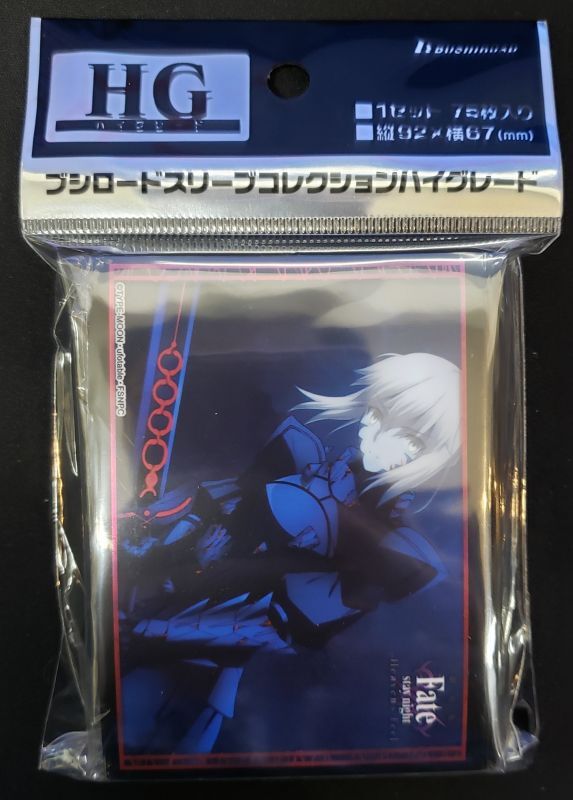 HG
ハイグレード
BUSHIROAD
■1セット 75枚入り
■縦92×横67(mm)
ブシロードスリーブコレクションハイグレード
©TYPE-MOON・ufotable・FSNPC
Fate
stay night
Heaven's Feel